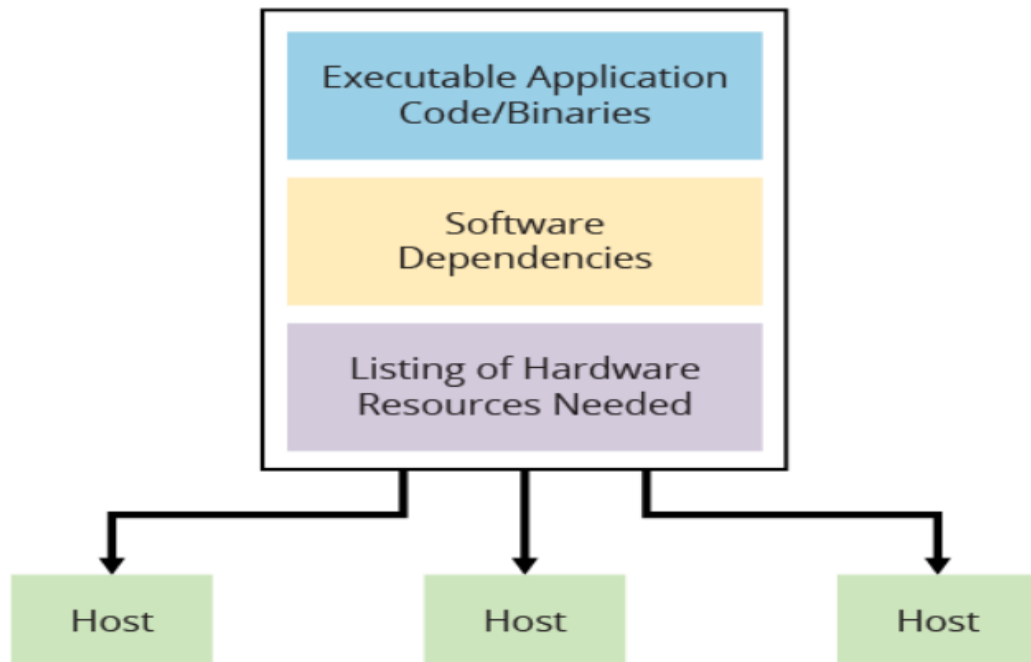 Executable Application
Code/Binaries
Software
Dependencies
Listing of Hardware
Resources Needed
Host
Host
Host